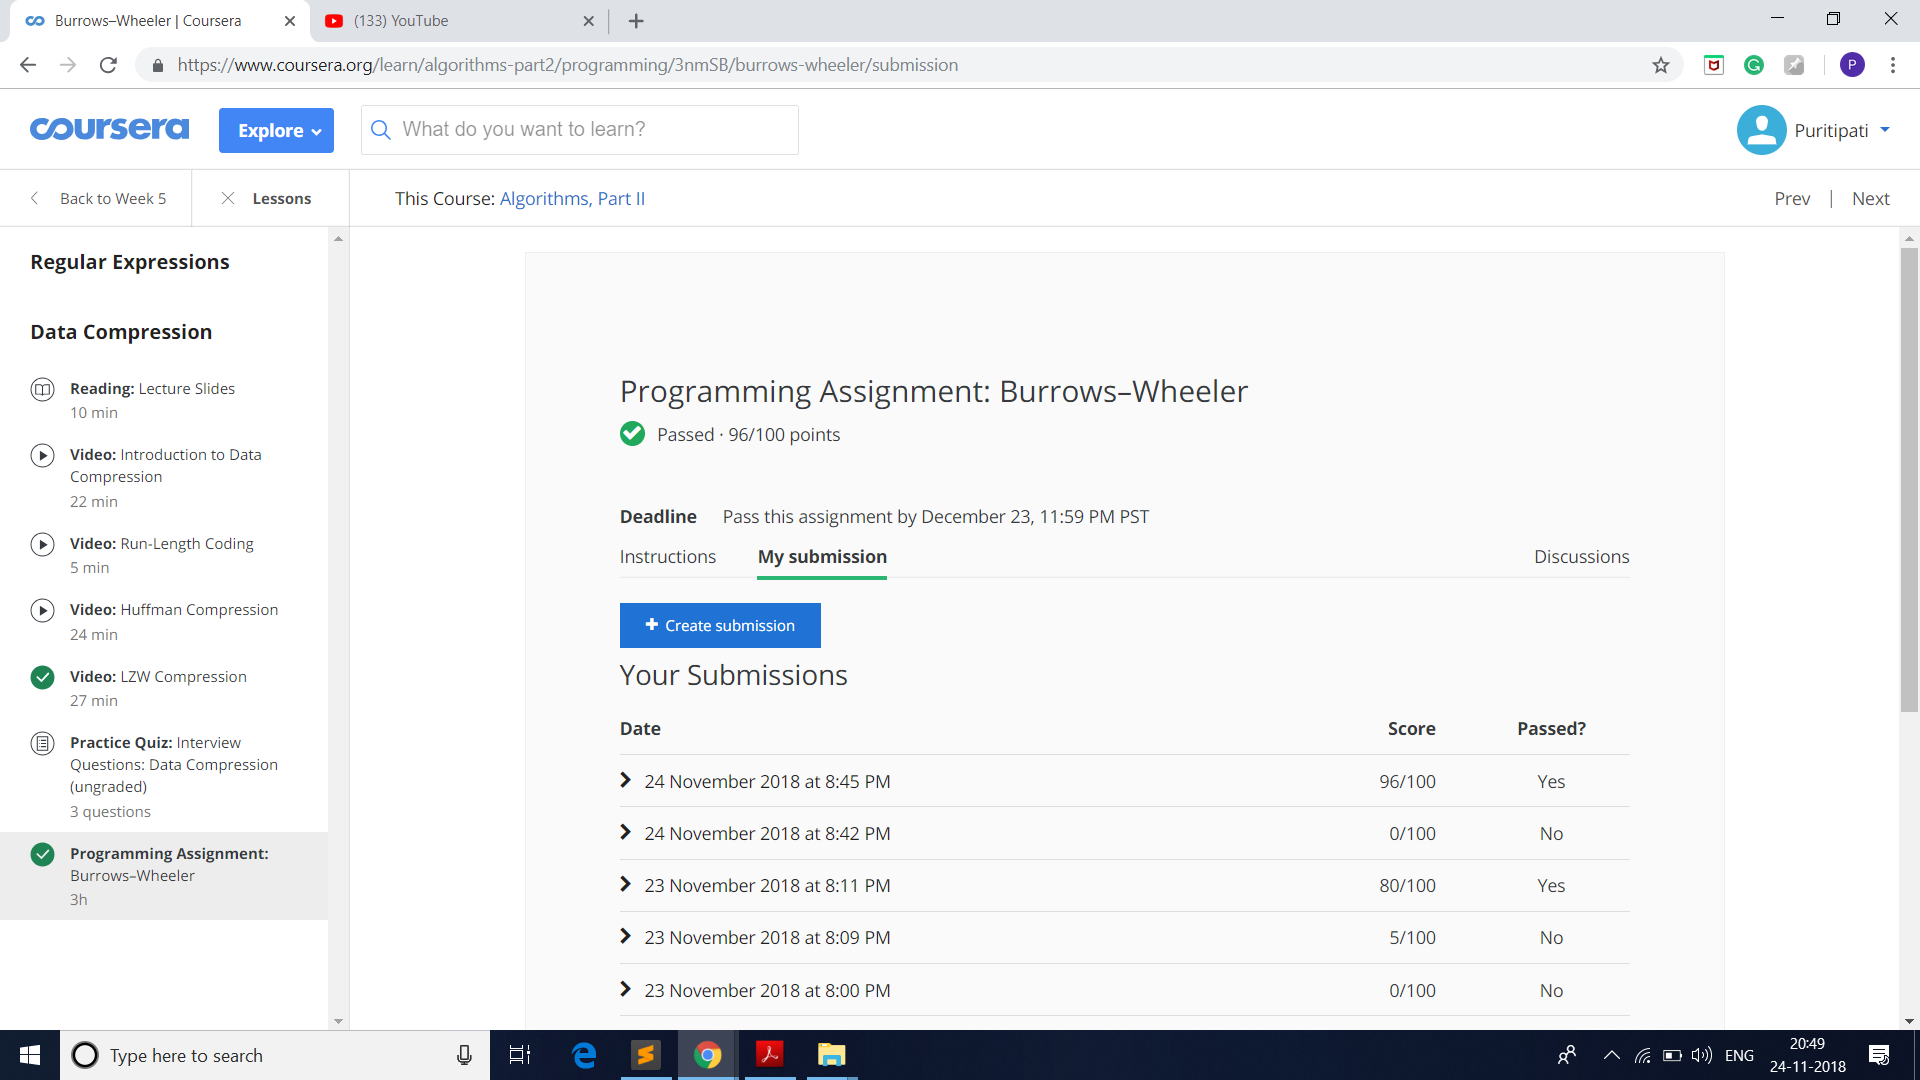 Burrows–Wheeler | Coursera
(133) YouTube
https://www.coursera.org/learn/algorithms-part2/programming/3nmSB/burrows-wheeler/submission
P
coursera
Explore
What do you want to learn?
Puritipati
Back to Week 5
Lessons
This Course: Algorithms, Part II
Prev | Next
Regular Expressions
Data Compression
Reading: Lecture Slides
10 min
Video: Introduction to Data
Compression
22 min
Video: Run-Length Coding
5 min
Video: Huffman Compression
24 min
Video: LZW Compression
27 min
Practice Quiz: Interview
Questions: Data Compression
(ungraded)
3 questions
Programming Assignment:
Burrows–Wheeler
3h
Programming Assignment: Burrows–Wheeler
Passed · 96/100 points
Deadline Pass this assignment by December 23, 11:59 PM PST
Instructions My submission Discussions
+ Create submission
Your Submissions
Date Score Passed?
24 November 2018 at 8:45 PM 96/100 Yes
24 November 2018 at 8:42 PM 0/100 No
23 November 2018 at 8:11 PM 80/100 Yes
23 November 2018 at 8:09 PM 5/100 No
23 November 2018 at 8:00 PM 0/100 No
Type here to search
ENG
20:49
24-11-2018